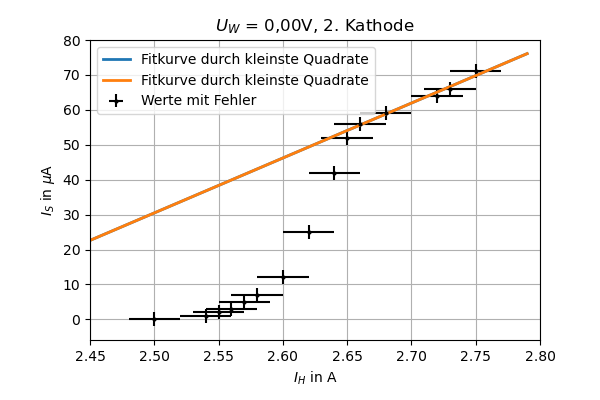 U_W = 0,00V, 2. Kathode
Fitkurve durch kleinste Quadrate
Fitkurve durch kleinste Quadrate
Werte mit Fehler
80
70
60
50
40
30
20
10
0
I_S in μA
2.45 2.50 2.55 2.60 2.65 2.70 2.75 2.80
I_H in A